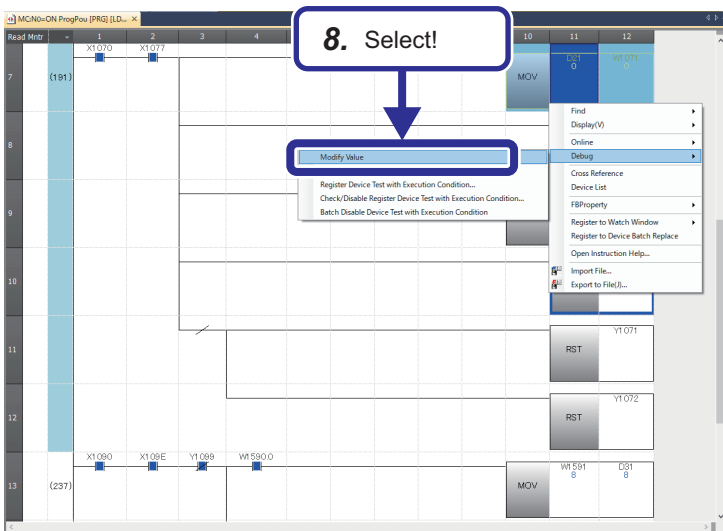 MC:N0=ON ProgPou [PRG] [LD...
8. Select!
Read Mntr 1 2 3 4 10 11 12
X1070 X1077
7 (191) MOV D21 W1071
0 0
Find
Display(V)
8 Online
Modify Value Debug
Cross Reference
Register Device Test with Execution Condition... Device List
Check/Disable Register Device Test with Execution Condition... FBProperty
9 Batch Disable Device Test with Execution Condition Register to Watch Window
Register to Device Batch Replace
Open Instruction Help...
10 Import File...
Export to File(J)...
Y1071
11 RST
Y1072
12 RST
X1090 X109E Y1099 W1590.0
13 (237) MOV W1591 D31
8 8